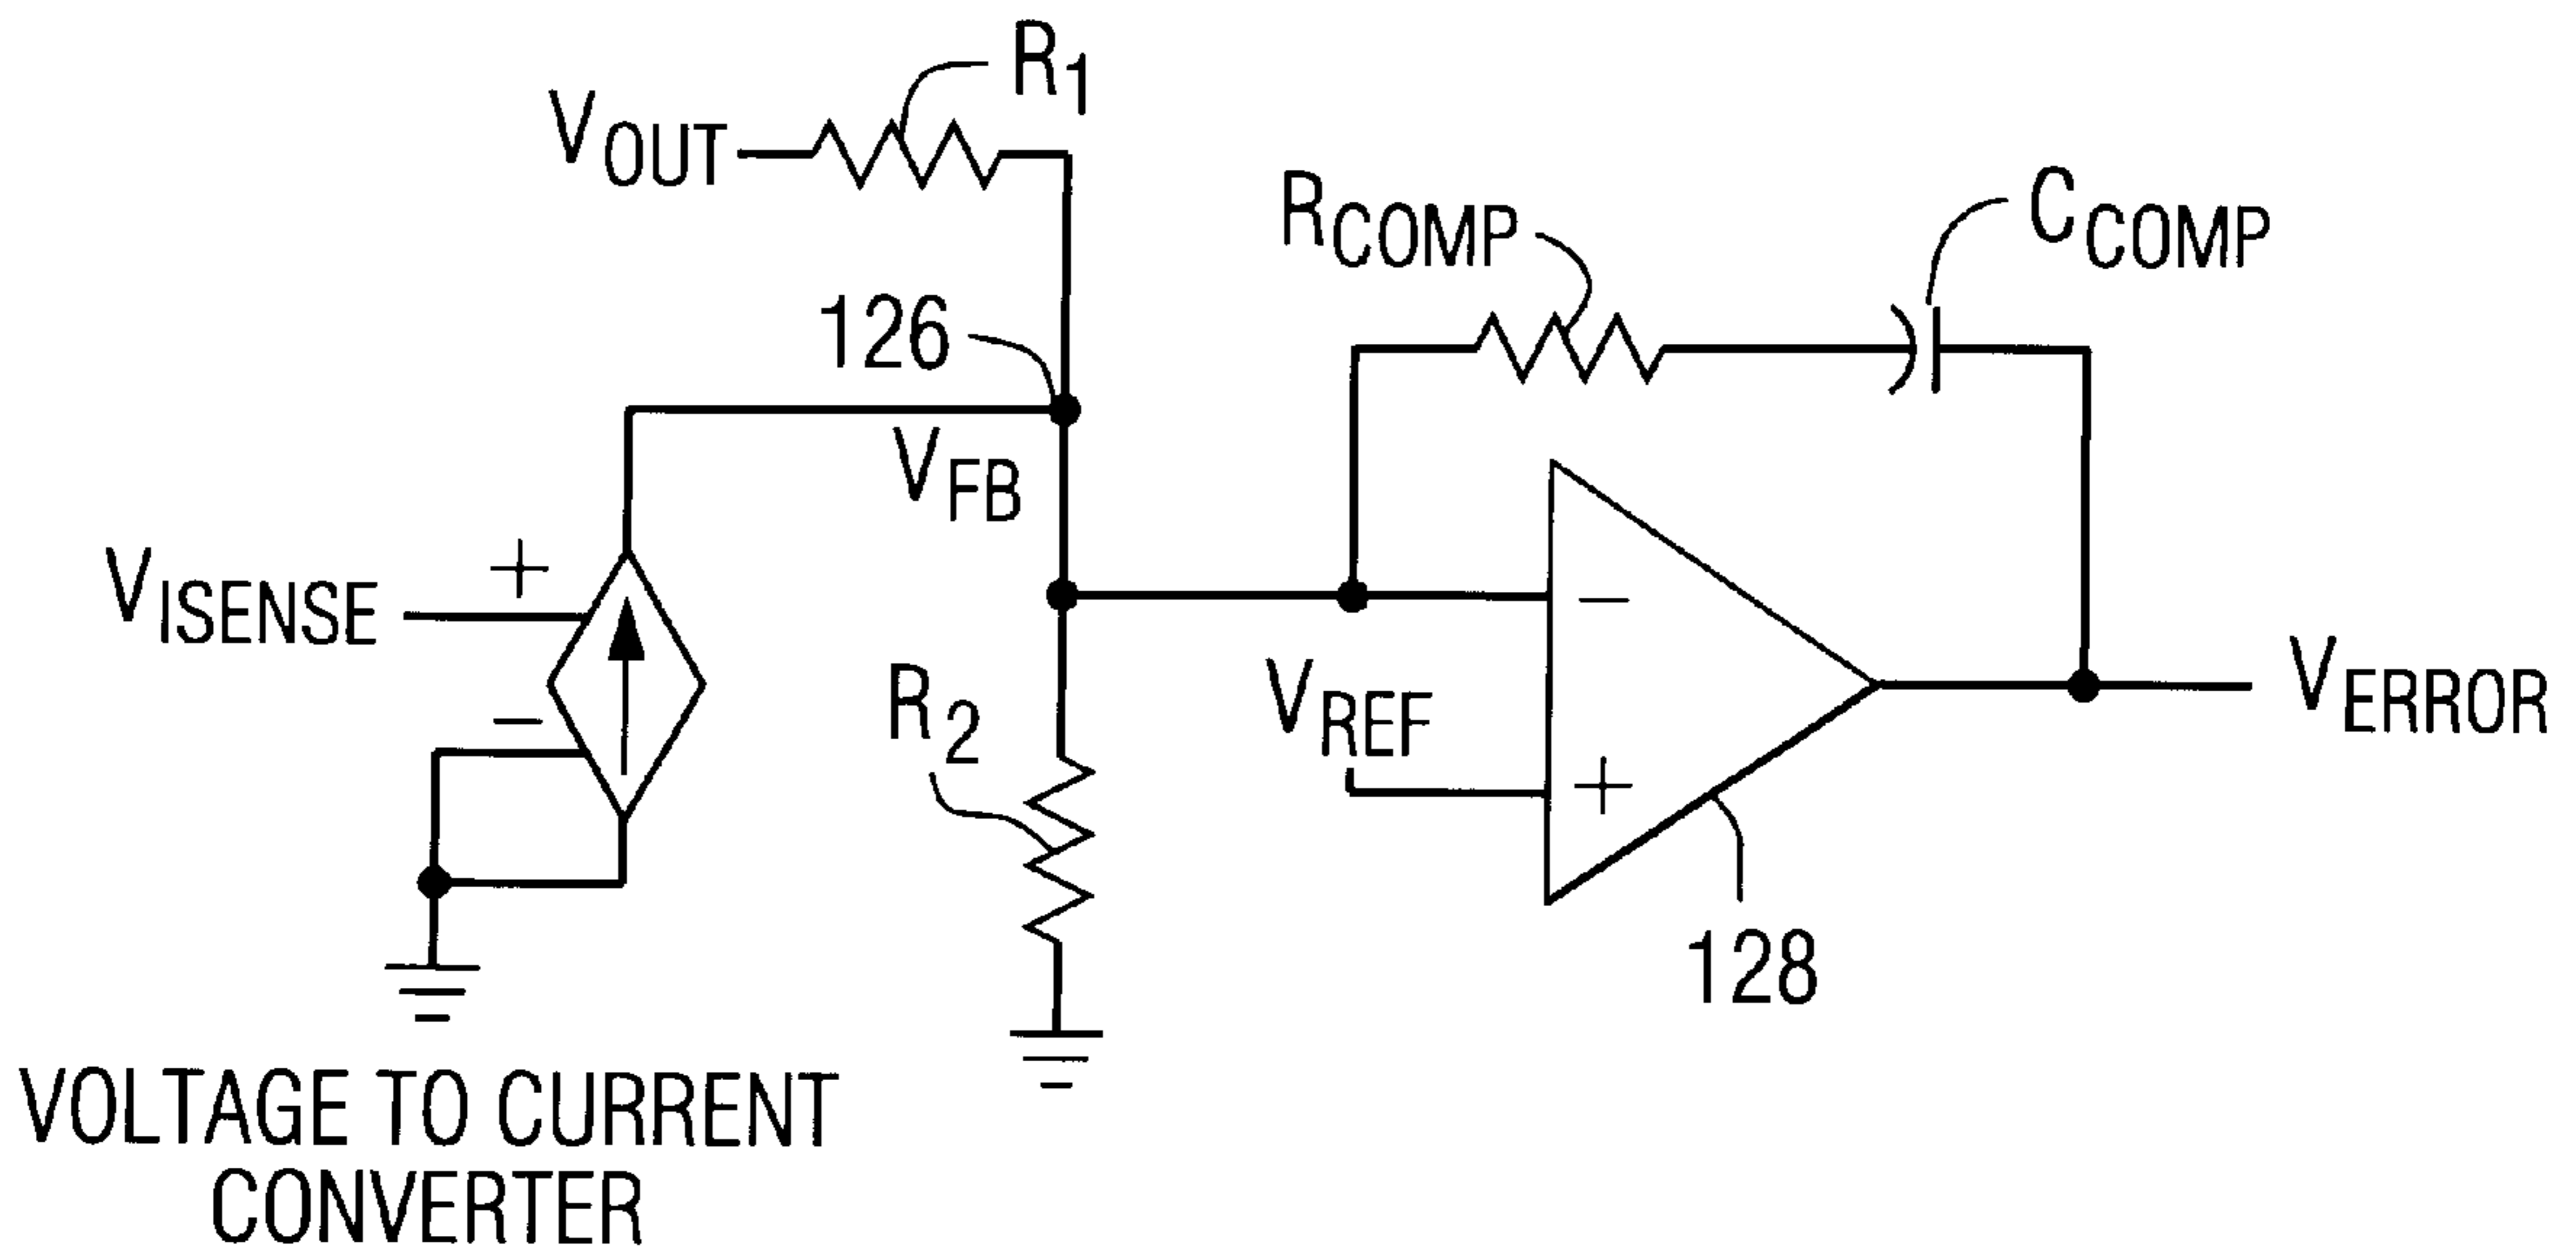 R1
VOUT
RCOMP
CCOMP
126
VFB
VISENSE
+
−
R2
VREF
−
+
VERROR
128
VOLTAGE TO CURRENT
CONVERTER